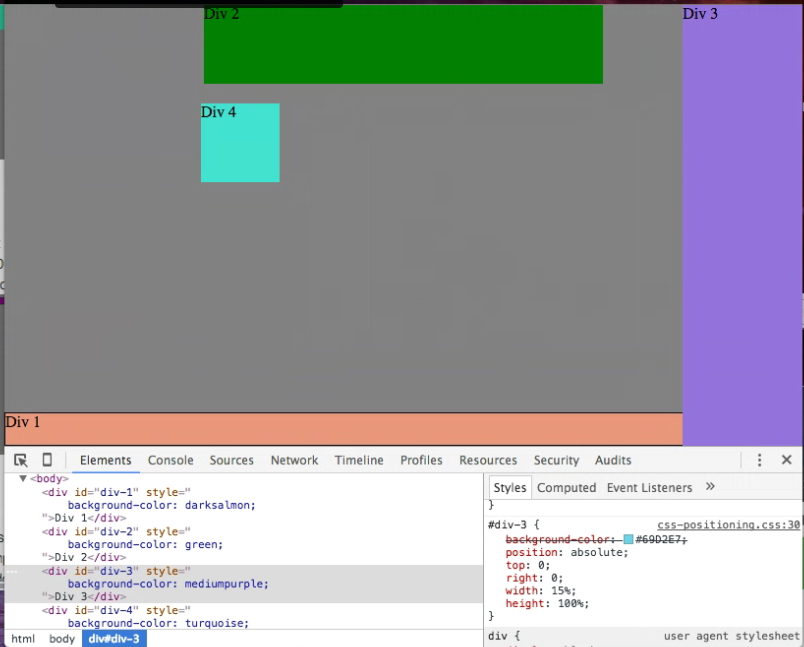 Div 2
Div 3
Div 4
Div 1
Elements Console Sources Network Timeline Profiles Resources Security Audits
▼<body>
<div id="div-1" style="
background-color: darksalmon;
">Div 1</div>
<div id="div-2" style="
background-color: green;
">Div 2</div>
<div id="div-3" style="
background-color: mediumpurple;
">Div 3</div>
<div id="div-4" style="
background-color: turquoise;
html body div#div-3
Styles Computed Event Listeners »
}
#div-3 { css-positioning.css:30
background-color: #69D2E7;
position: absolute;
top: 0;
right: 0;
width: 15%;
height: 100%;
}
div { user agent stylesheet